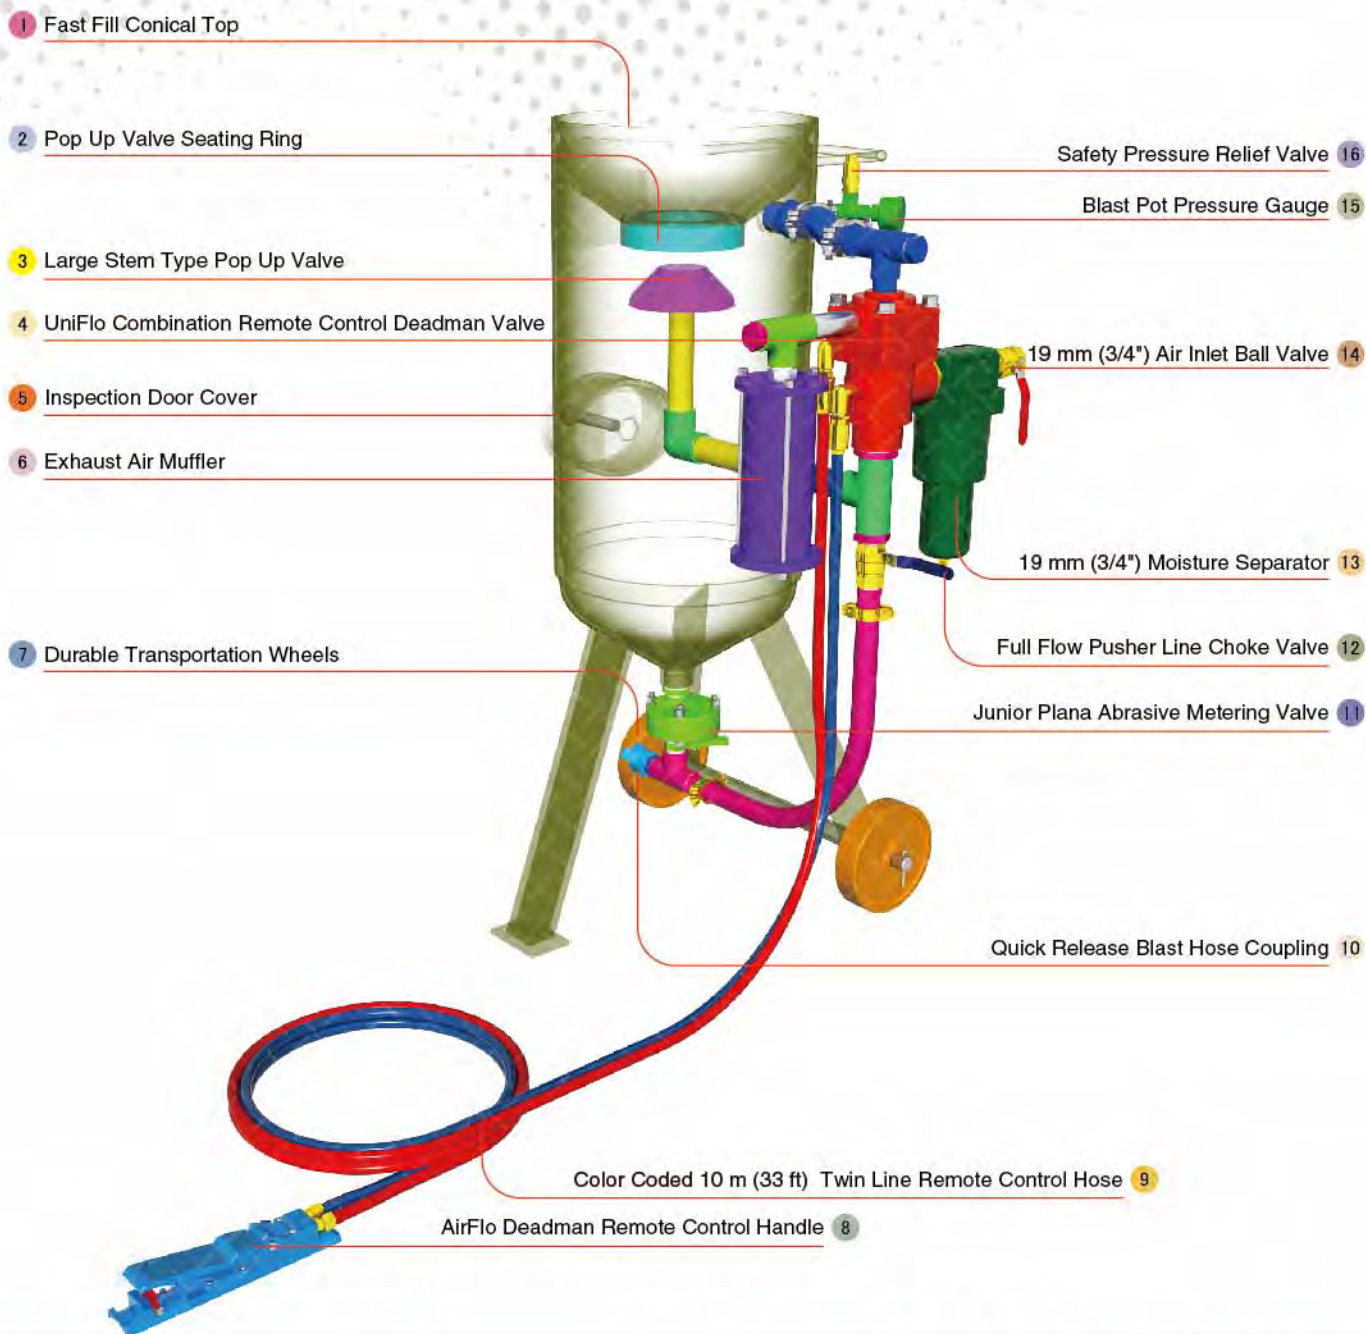 1 Fast Fill Conical Top
2 Pop Up Valve Seating Ring
3 Large Stem Type Pop Up Valve
4 UniFlo Combination Remote Control Deadman Valve
5 Inspection Door Cover
6 Exhaust Air Muffler
7 Durable Transportation Wheels
Safety Pressure Relief Valve 16
Blast Pot Pressure Gauge 15
19 mm (3/4") Air Inlet Ball Valve 14
19 mm (3/4") Moisture Separator 13
Full Flow Pusher Line Choke Valve 12
Junior Plana Abrasive Metering Valve 11
Quick Release Blast Hose Coupling 10
Color Coded 10 m (33 ft) Twin Line Remote Control Hose 9
AirFlo Deadman Remote Control Handle 8